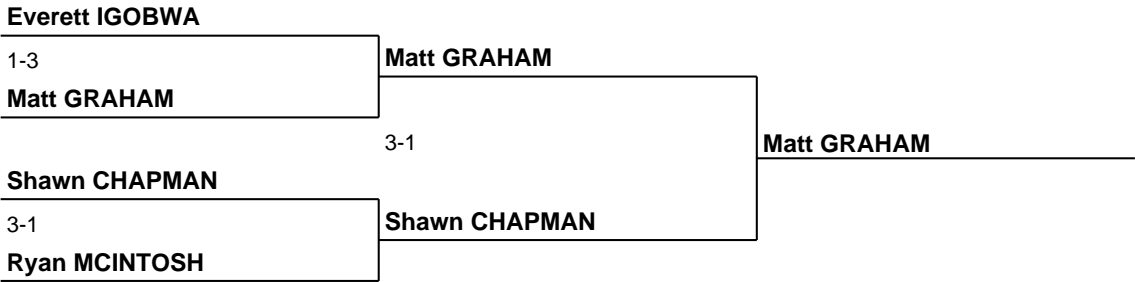 Everett IGOBWA
1-3
Matt GRAHAM
Matt GRAHAM
3-1
Matt GRAHAM
Shawn CHAPMAN
3-1
Shawn CHAPMAN
Ryan MCINTOSH